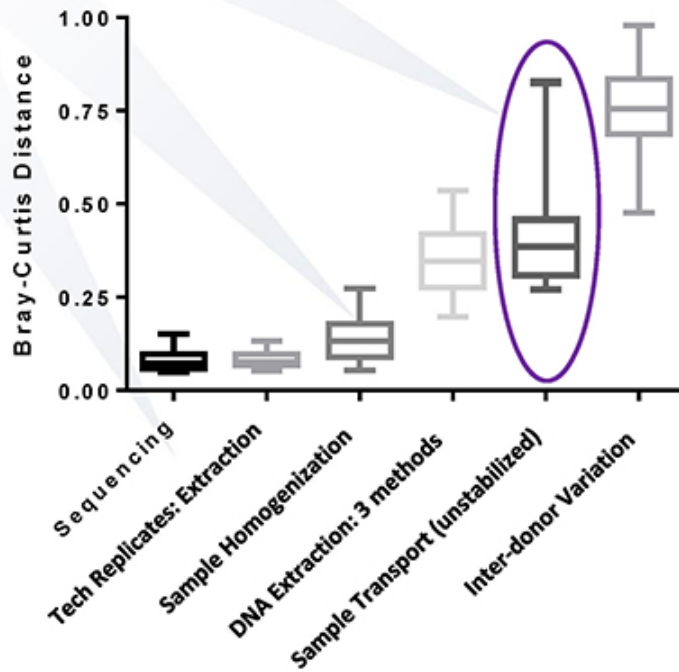 Bray-Curtis Distance
1.00
0.75
0.50
0.25
0.00
Sequencing
Tech Replicates: Extraction
Sample Homogenization
DNA Extraction: 3 methods
Sample Transport (unstabilized)
Inter-donor Variation